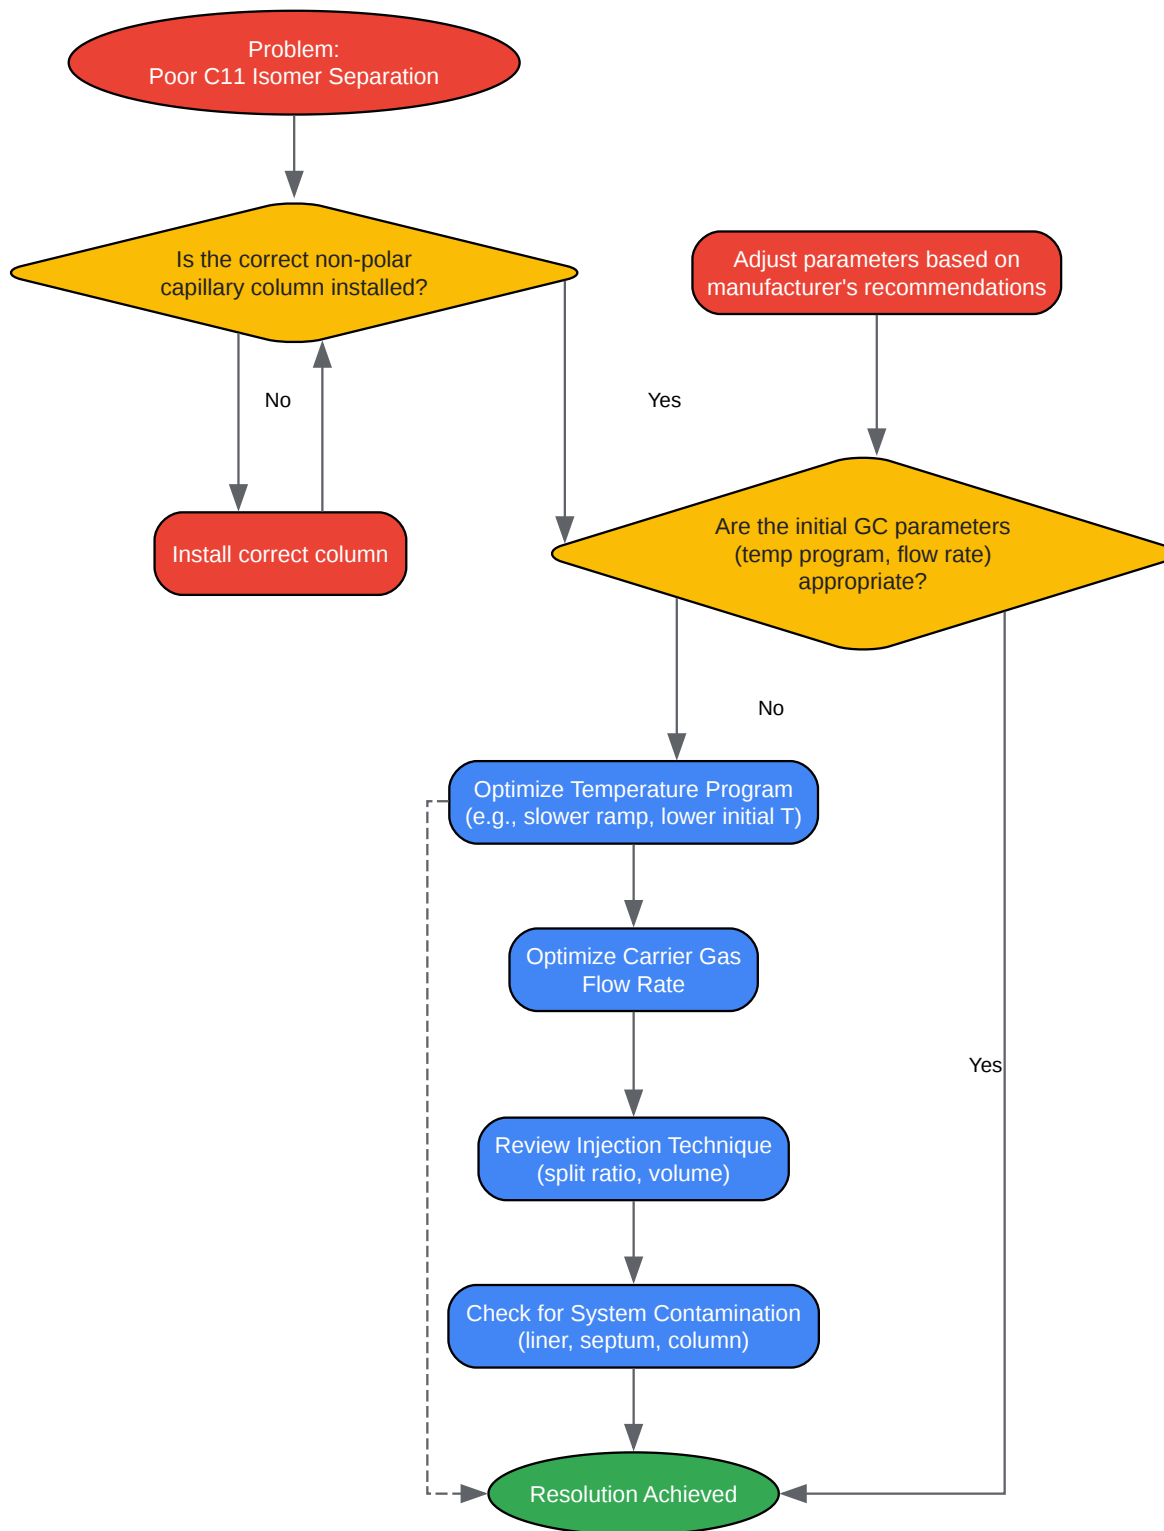 Problem:
Poor C11 Isomer Separation
Is the correct non-polar
capillary column installed?
Adjust parameters based on
manufacturer's recommendations
No
Yes
Install correct column
Are the initial GC parameters
(temp program, flow rate)
appropriate?
No
Optimize Temperature Program
(e.g., slower ramp, lower initial T)
Optimize Carrier Gas
Flow Rate
Yes
Review Injection Technique
(split ratio, volume)
Check for System Contamination
(liner, septum, column)
Resolution Achieved